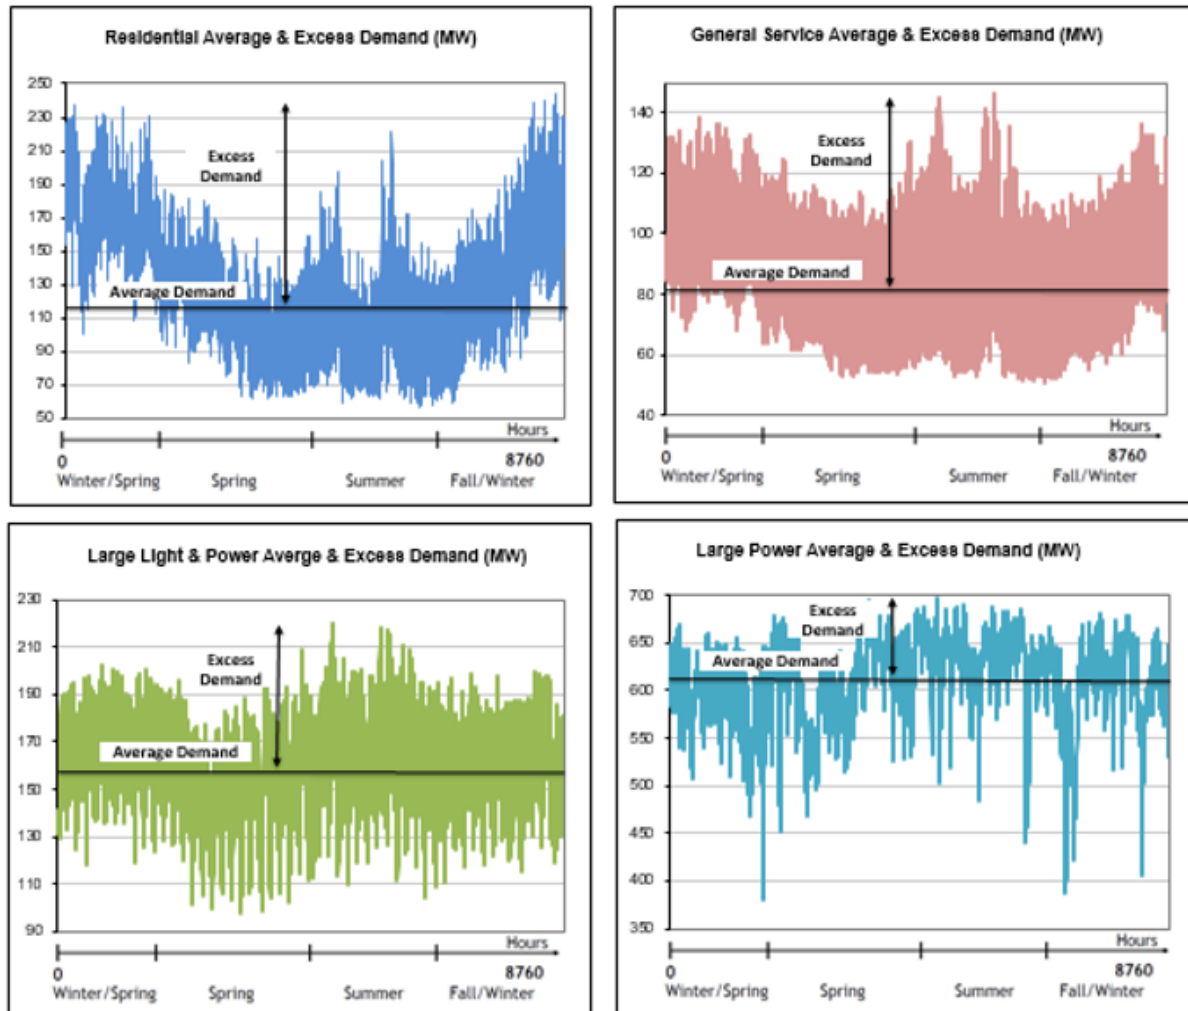 Residential Average & Excess Demand (MW)
250
230
210
190
170
150
130
110
90
70
50
Excess
Demand
Average Demand
Hours
0
8760
Winter/Spring Spring Summer Fall/Winter
General Service Average & Excess Demand (MW)
140
120
100
80
60
40
Excess
Demand
Average Demand
Hours
0
8760
Winter/Spring Spring Summer Fall/Winter
Large Light & Power Averge & Excess Demand (MW)
230
210
190
170
150
130
110
90
Excess
Demand
Average Demand
Hours
0
8760
Winter/Spring Spring Summer Fall/Winter
Large Power Average & Excess Demand (MW)
700
650
600
550
500
450
400
350
Excess
Demand
Average Demand
Hours
0
8760
Winter/Spring Spring Summer Fall/Winter